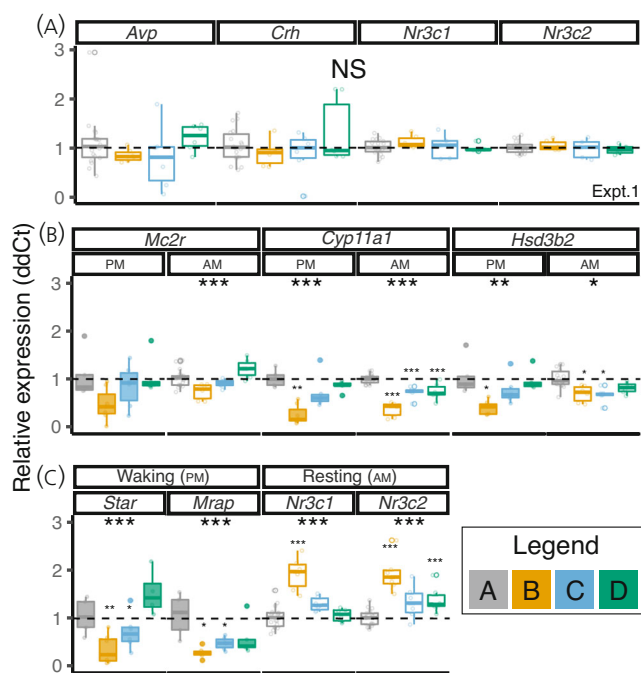 (A)
Avp Crh Nr3c1 Nr3c2
3
NS
2
1
0
Expt.1
Relative expression (ddCt)
(B)
Mc2r Cyp11a1 Hsd3b2
PM AM PM AM PM AM
*** *** *** ** *
3
2
1
0
** *** *** *** * * *
(C)
Waking (PM) Resting (AM)
Star Mrap Nr3c1 Nr3c2
*** *** *** ***
3
2
1
0
** * * * *** *** ***
Legend
A B C D